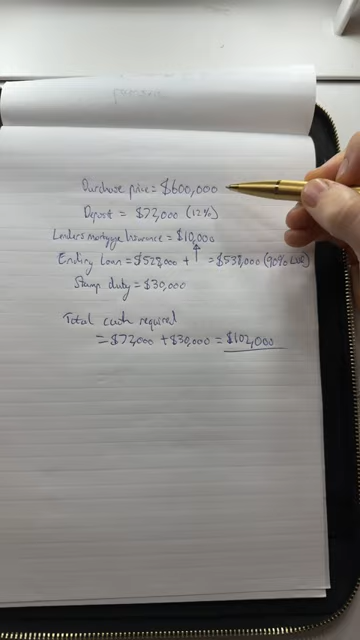 Purchase price = $600,000
Deposit = $72,000 (12%)
Lenders mortgage Insurance = $10,000
Ending Loan = $528,000 + ↑ = $538,000 (90% LVR)
Stamp duty = $30,000
Total cash required
= $72,000 + $30,000 = $102,000